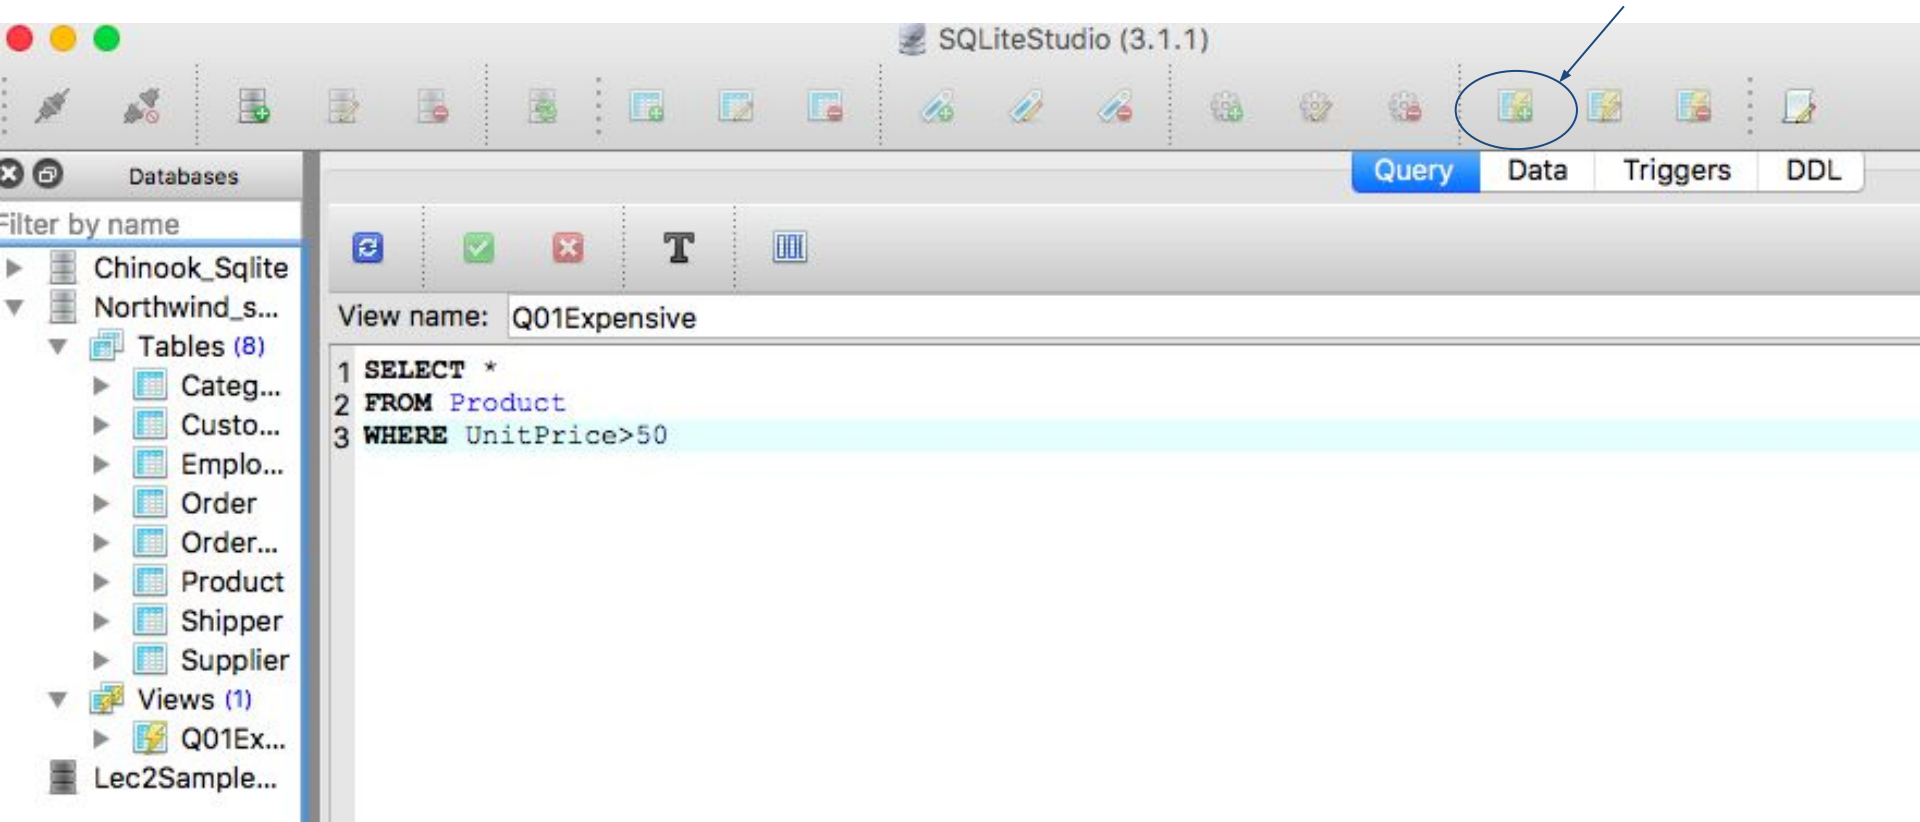 SQLiteStudio (3.1.1)
Databases
Query Data Triggers DDL
Filter by name
Chinook_Sqlite
Northwind_s...
Tables (8)
Categ...
Custo...
Emplo...
Order
Order...
Product
Shipper
Supplier
Views (1)
Q01Ex...
Lec2Sample...
T
View name: Q01Expensive
1 SELECT *
2 FROM Product
3 WHERE UnitPrice>50